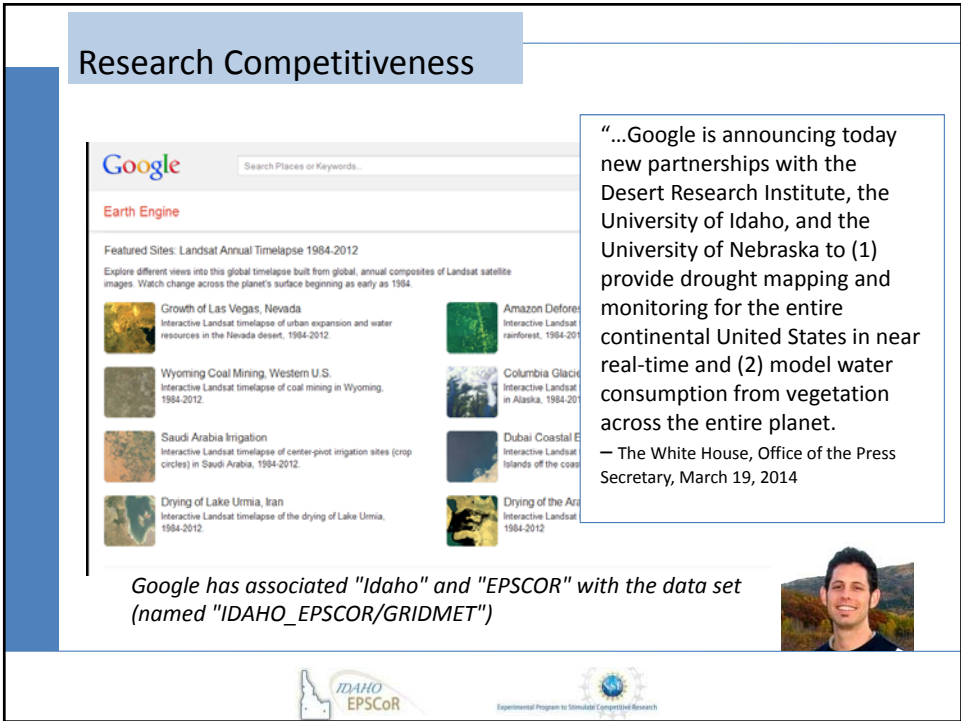 Research Competitiveness
Google
Search Places or Keywords...
Earth Engine
Featured Sites: Landsat Annual Timelapse 1984-2012
Explore different views into this global timelapse built from global, annual composites of Landsat satellite
images. Watch change across the planet's surface beginning as early as 1984.
Growth of Las Vegas, Nevada
Interactive Landsat timelapse of urban expansion and water
resources in the Nevada desert, 1984-2012.
Wyoming Coal Mining, Western U.S.
Interactive Landsat timelapse of coal mining in Wyoming,
1984-2012.
Saudi Arabia Irrigation
Interactive Landsat timelapse of center-pivot irrigation sites (crop
circles) in Saudi Arabia, 1984-2012.
Drying of Lake Urmia, Iran
Interactive Landsat timelapse of the drying of Lake Urmia,
1984-2012.
Amazon Defores
Interactive Landsat
rainforest, 1984-201
Columbia Glacie
Interactive Landsat
in Alaska, 1984-201
Dubai Coastal E
Interactive Landsat
Islands off the coas
Drying of the Ara
Interactive Landsat
1984-2012
"...Google is announcing today
new partnerships with the
Desert Research Institute, the
University of Idaho, and the
University of Nebraska to (1)
provide drought mapping and
monitoring for the entire
continental United States in near
real-time and (2) model water
consumption from vegetation
across the entire planet.
– The White House, Office of the Press
Secretary, March 19, 2014
Google has associated "Idaho" and "EPSCOR" with the data set
(named "IDAHO_EPSCOR/GRIDMET")
IDAHO
EPSCoR
NSF
Experimental Program to Stimulate Competitive Research